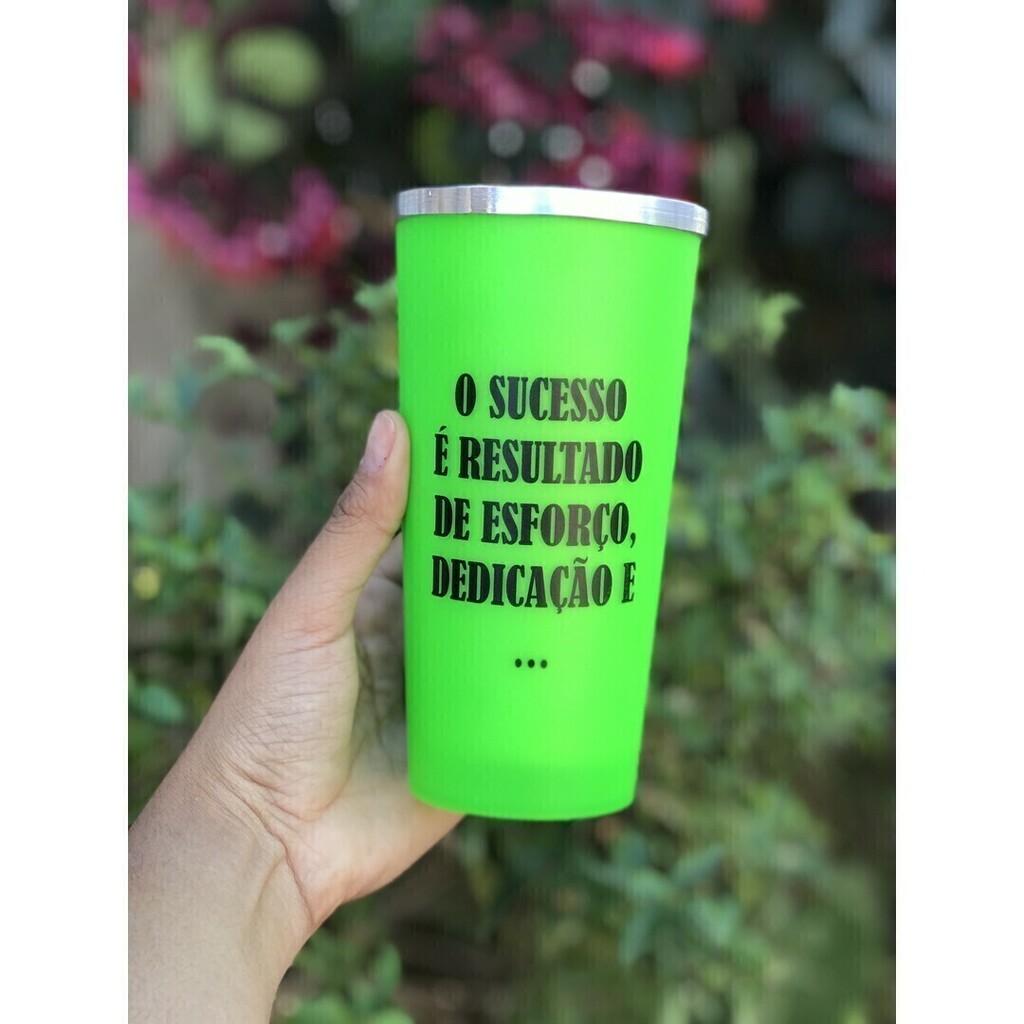 O SUCESSO
É RESULTADO
DE ESFORÇO,
DEDICAÇÃO E
...